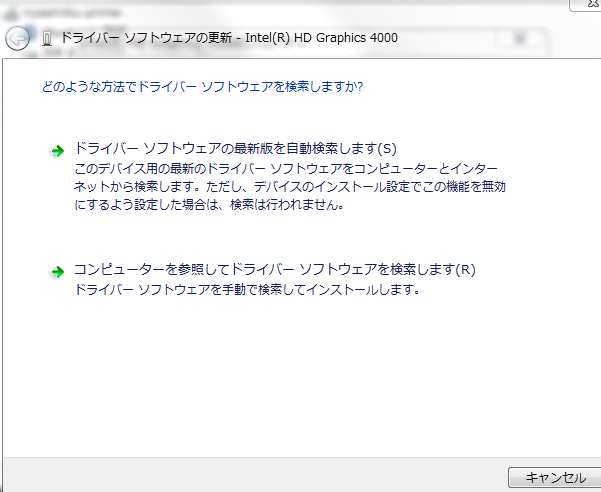 ドライバー ソフトウェアの更新 - Intel(R) HD Graphics 4000
どのような方法でドライバー ソフトウェアを検索しますか?
ドライバー ソフトウェアの最新版を自動検索します(S)
このデバイス用の最新のドライバー ソフトウェアをコンピューターとインター
ネットから検索します。ただし、デバイスのインストール設定でこの機能を無効
にするよう設定した場合は、検索は行われません。
コンピューターを参照してドライバー ソフトウェアを検索します(R)
ドライバー ソフトウェアを手動で検索してインストールします。
キャンセル